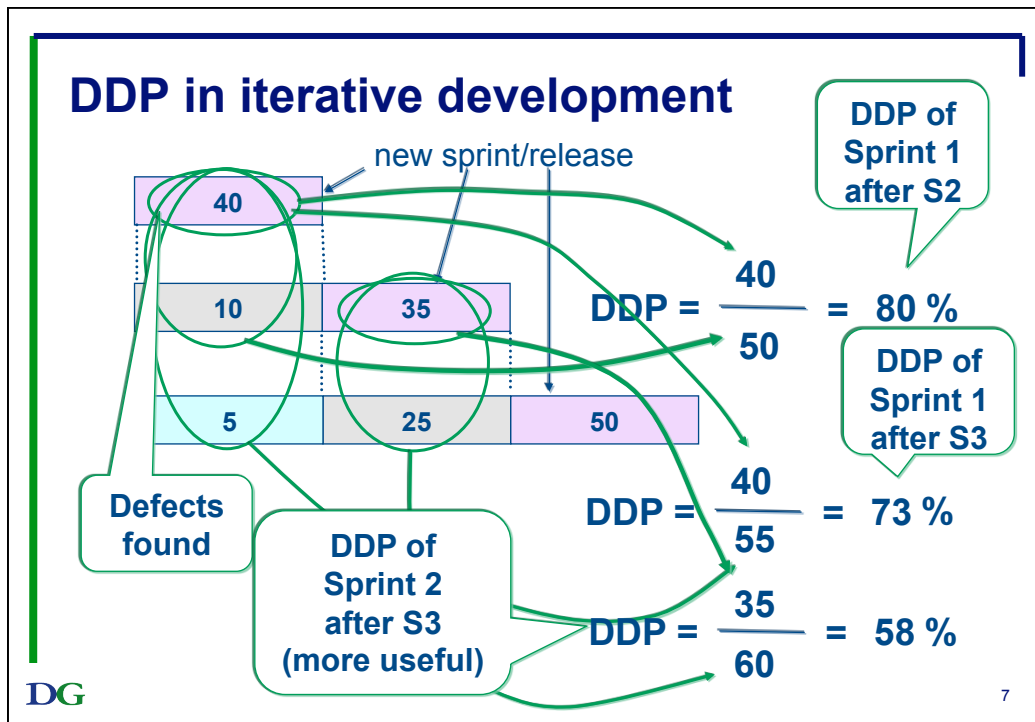 DDP in iterative development
new sprint/release
DDP of
Sprint 1
after S2
40
10
35
5
25
50
Defects
found
DDP of
Sprint 2
after S3
(more useful)
40
DDP = = 80 %
50
DDP of
Sprint 1
after S3
40
DDP = = 73 %
55
35
DDP = = 58 %
60
DG
7